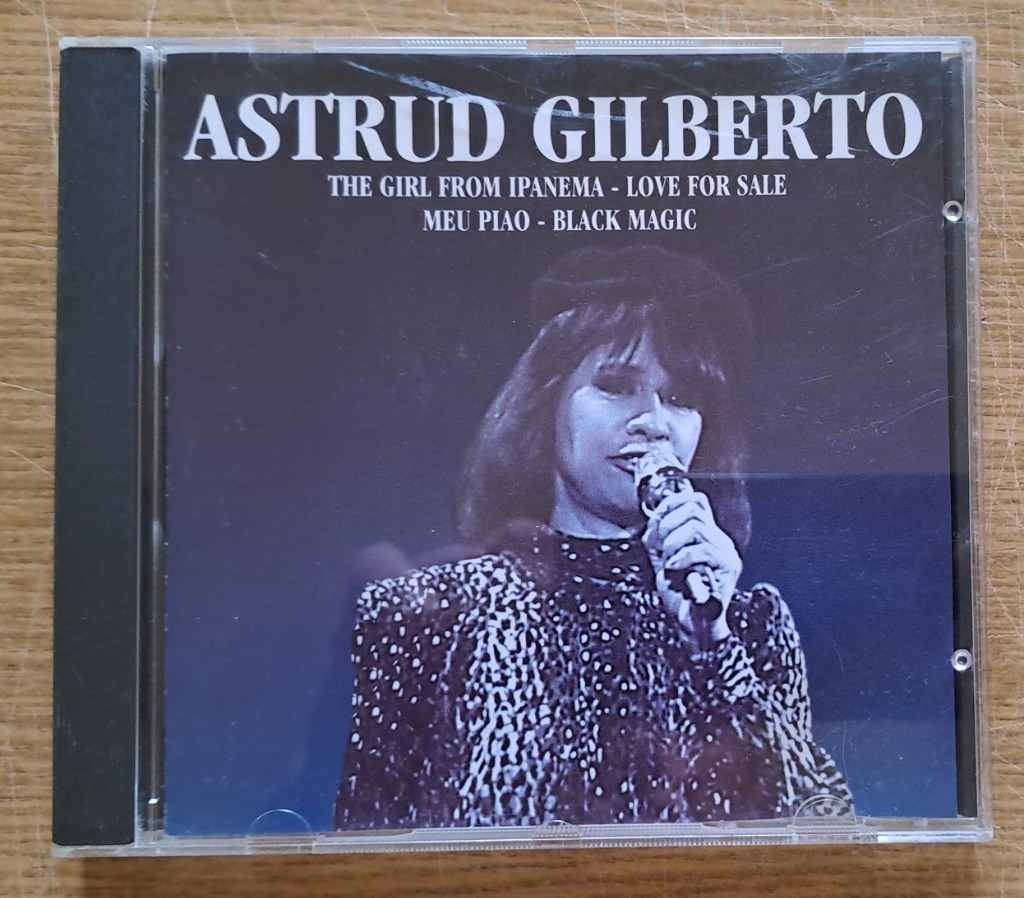 ASTRUD GILBERTO
THE GIRL FROM IPANEMA - LOVE FOR SALE
MEU PIAO - BLACK MAGIC